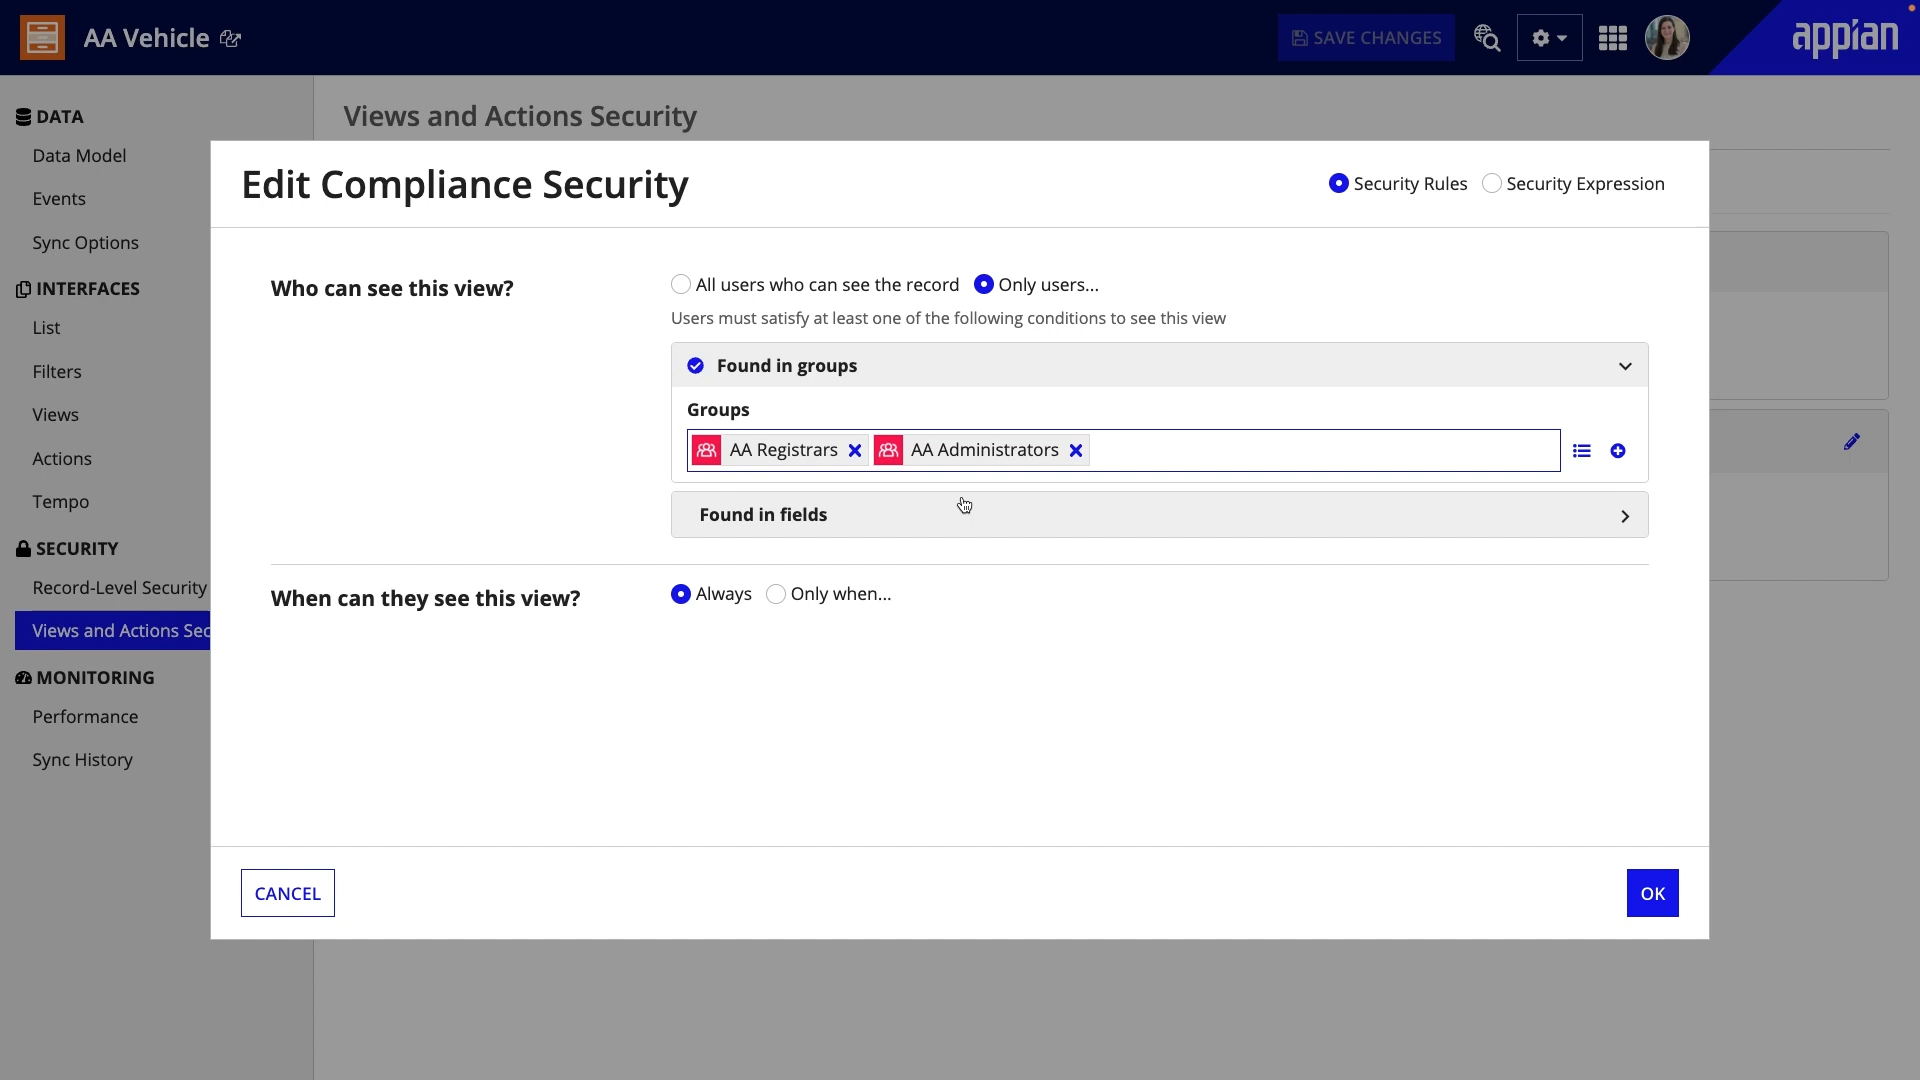 AA Vehicle
SAVE CHANGES
appian
DATA
Data Model
Events
Sync Options
INTERFACES
List
Filters
Views
Actions
Tempo
SECURITY
Record-Level Security
Views and Actions Sec
MONITORING
Performance
Sync History
Views and Actions Security
Edit Compliance Security
Security Rules
Security Expression
Who can see this view?
All users who can see the record
Only users...
Users must satisfy at least one of the following conditions to see this view
Found in groups
Groups
AA Registrars
AA Administrators
Found in fields
When can they see this view?
Always
Only when...
CANCEL
OK